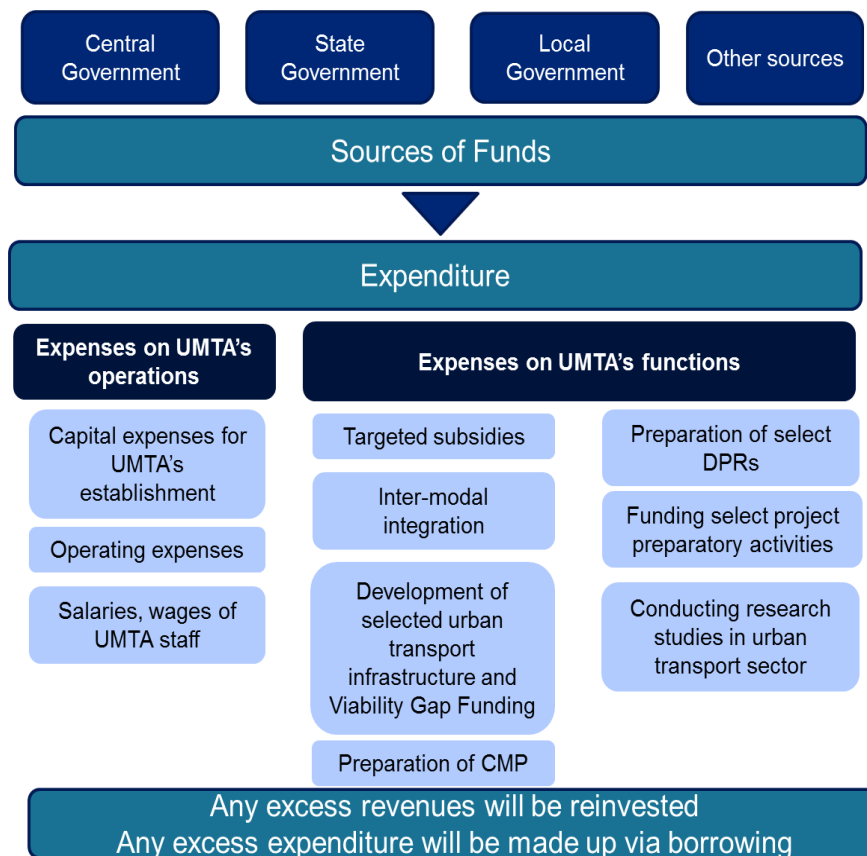 Central
Government
State
Government
Local
Government
Other sources
Sources of Funds
Expenditure
Expenses on UMTA’s
operations
Capital expenses for
UMTA’s
establishment
Operating expenses
Salaries, wages of
UMTA staff
Expenses on UMTA’s functions
Targeted subsidies
Inter-modal
integration
Development of
selected urban
transport
infrastructure and
Viability Gap Funding
Preparation of CMP
Preparation of select
DPRs
Funding select project
preparatory activities
Conducting research
studies in urban
transport sector
Any excess revenues will be reinvested
Any excess expenditure will be made up via borrowing